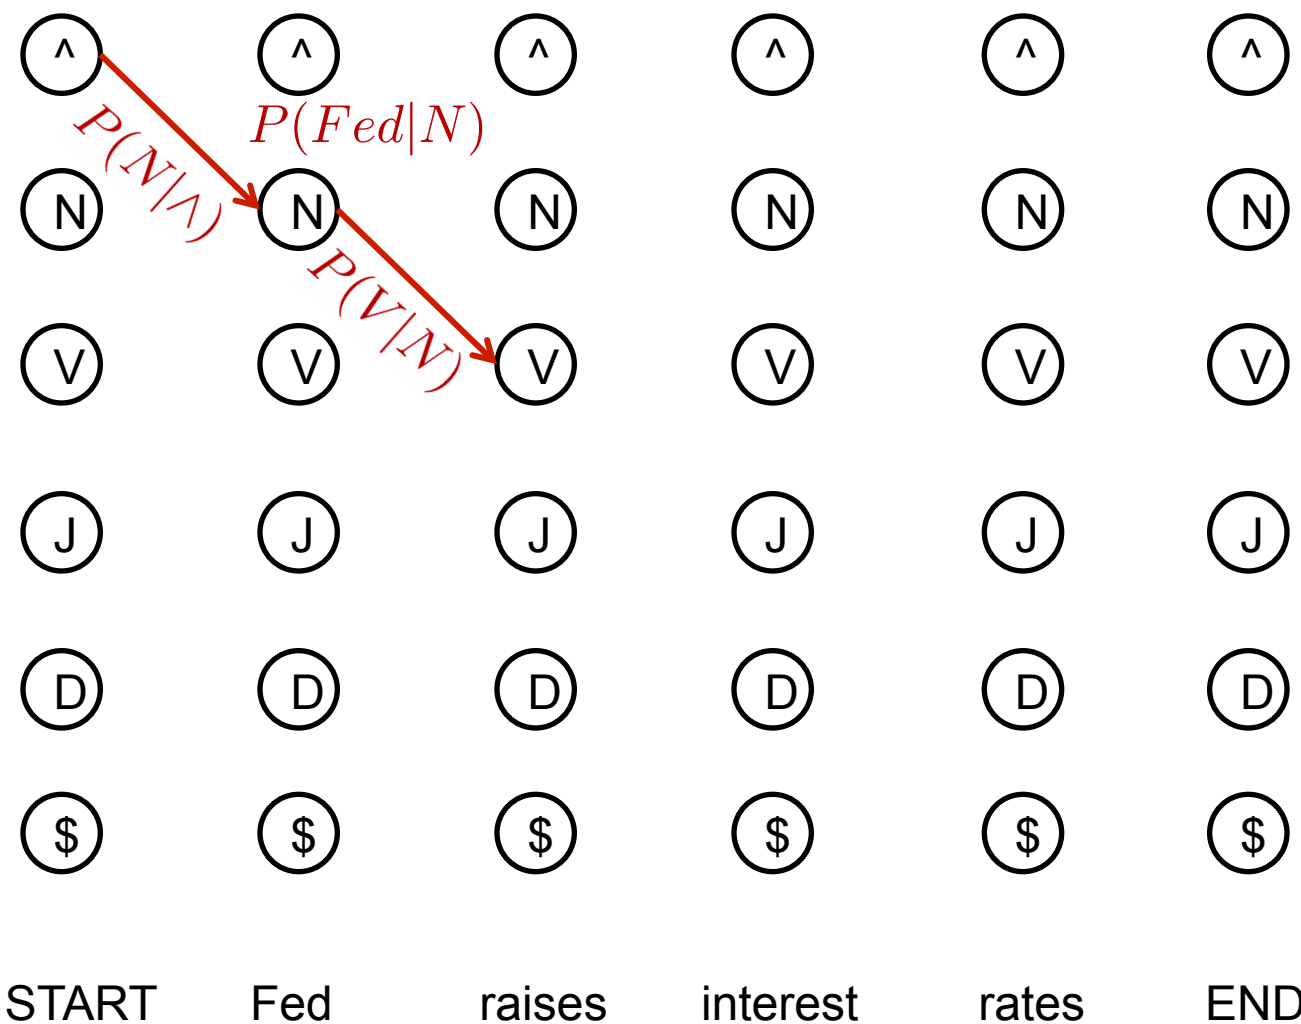 ^ ^ ^ ^ ^ ^
P(N|∧) P(Fed|N)
N N N N N N
P(V|N)
V V V V V V
J J J J J J
D D D D D D
$ $ $ $ $ $
START Fed raises interest rates END